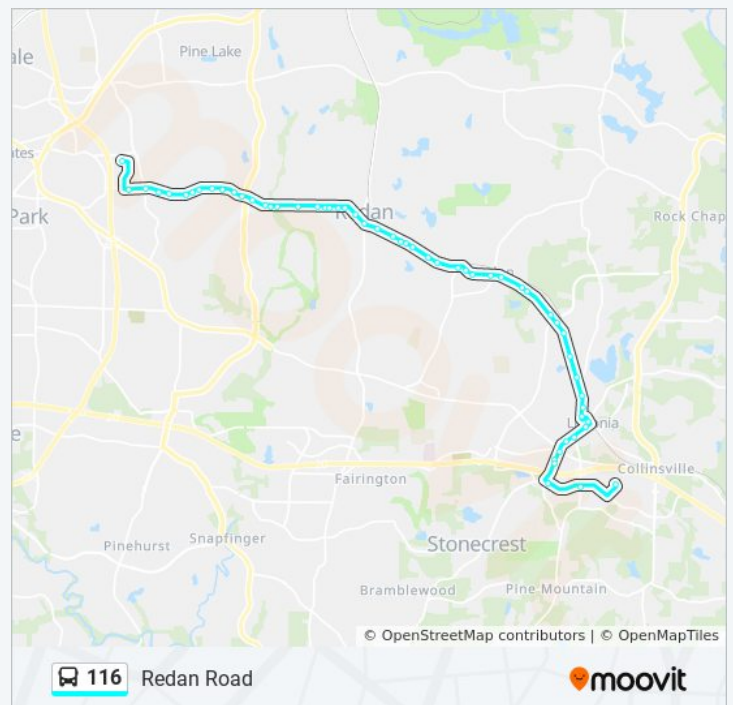 ale
Pine Lake
ates
Park
Redan
Rock Chap
Fairington
Collinsville
Stonecrest
Snapfinger
Pinehurst
Bramblewood
Pine Mountain
© OpenStreetMap contributors | © OpenMapTiles
116 Redan Road
moovit